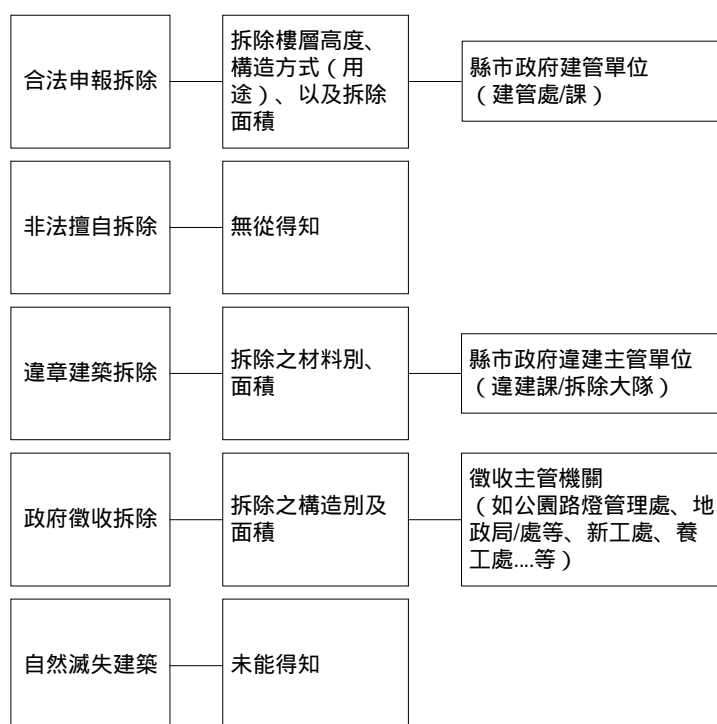 合法申報拆除
拆除樓層高度、
構造方式（用
途）、以及拆除
面積
縣市政府建管單位
（建管處/課）
非法擅自拆除
無從得知
違章建築拆除
拆除之材料別、
面積
縣市政府違建主管單位
（違建課/拆除大隊）
政府徵收拆除
拆除之構造別及
面積
徵收主管機關
（如公園路燈管理處、地
政局/處等、新工處、養
工處....等）
自然滅失建築
未能得知